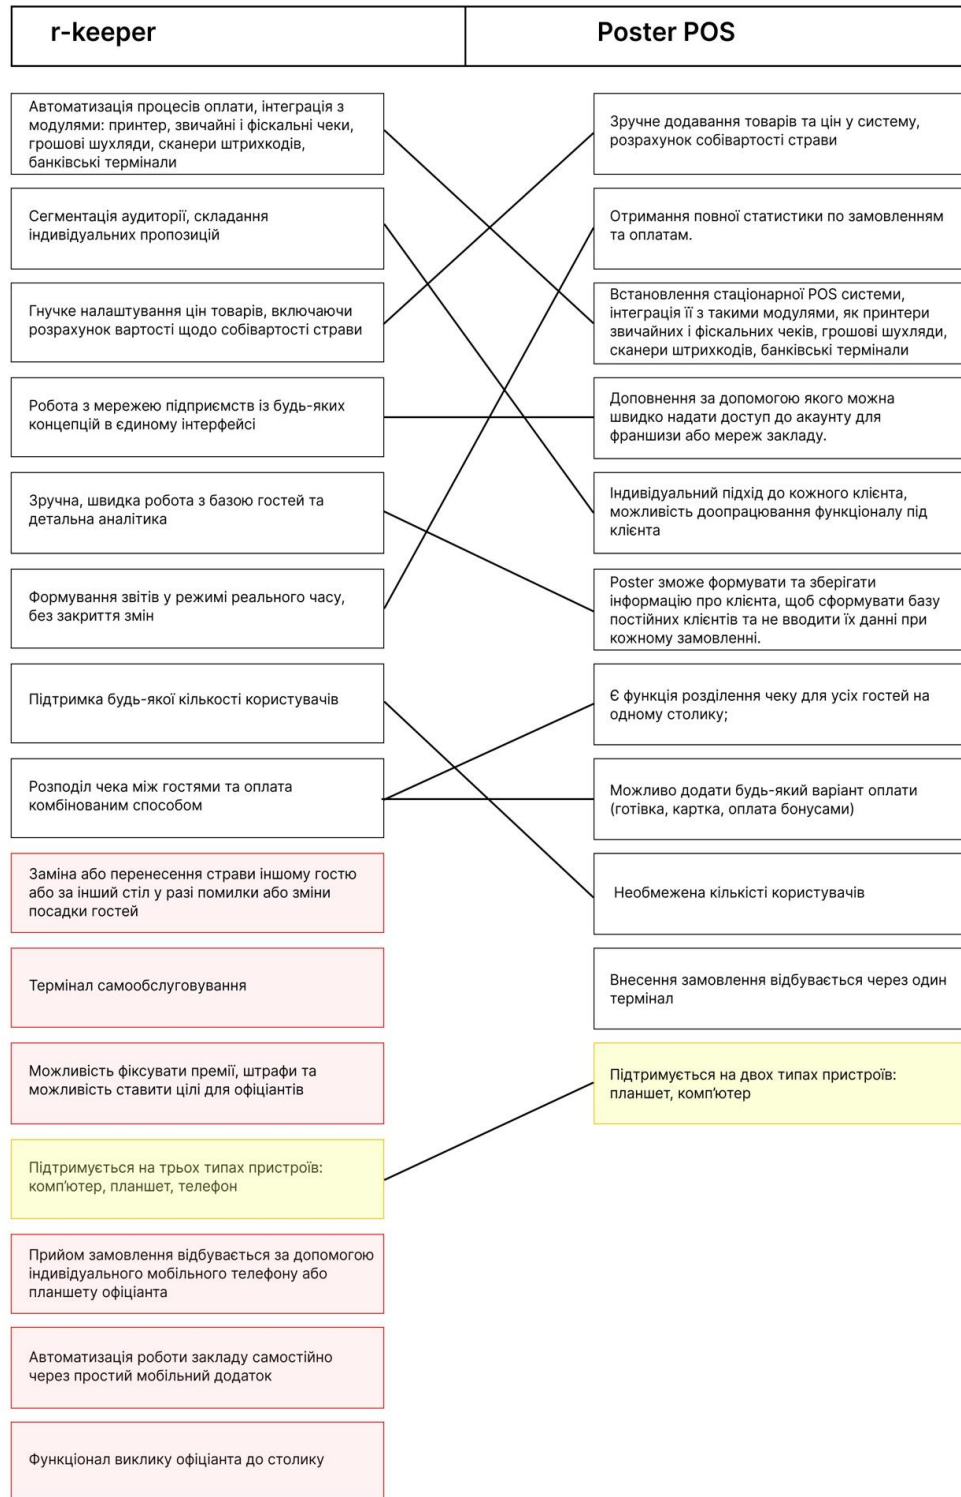 r-keeper
Poster POS
Автоматизація процесів оплати, інтеграція з
модулями: принтер, звичайні і фіскальні чеки,
грошові шухляди, сканери штрихкодів,
банківські термінали
Сегментація аудиторії, складання
індивідуальних пропозицій
Гнучке налаштування цін товарів, включаючи
розрахунок вартості щодо собівартості страви
Робота з мережею підприємств із будь-яких
концепцій в єдиному інтерфейсі
Зручна, швидка робота з базою гостей та
детальна аналітика
Формування звітів у режимі реального часу,
без закриття змін
Підтримка будь-якої кількості користувачів
Розподіл чека між гостями та оплата
комбінованим способом
Заміна або перенесення страви іншому гостю
або за інший стіл у разі помилки або зміни
посадки гостей
Термінал самообслуговування
Можливість фіксувати премії, штрафи та
можливість ставити цілі для офіціантів
Підтримується на трьох типах пристроїв:
комп'ютер, планшет, телефон
Прийом замовлення відбувається за допомогою
індивідуального мобільного телефону або
планшету офіціанта
Автоматизація роботи закладу самостійно
через простий мобільний додаток
Функціонал виклику офіціанта до столику
Зручне додавання товарів та цін у систему,
розрахунок собівартості страви
Отримання повної статистики по замовленням
та оплатам.
Встановлення стаціонарної POS системи,
інтеграція її з такими модулями, як принтери
звичайних і фіскальних чеків, грошові шухляди,
сканери штрихкодів, банківські термінали
Доповнення за допомогою якого можна
швидко надати доступ до акаунту для
франшизи або мереж закладу.
Індивідуальний підхід до кожного клієнта,
можливість доопрацювання функціоналу під
клієнта
Poster зможе формувати та зберігати
інформацію про клієнта, щоб сформувати базу
постійних клієнтів та не вводити їх данні при
кожному замовленні.
Є функція розділення чеку для усіх гостей на
одному столику;
Можливо додати будь-який варіант оплати
(готівка, картка, оплата бонусами)
Необмежена кількісті користувачів
Внесення замовлення відбувається через один
термінал
Підтримується на двох типах пристроїв:
планшет, комп'ютер